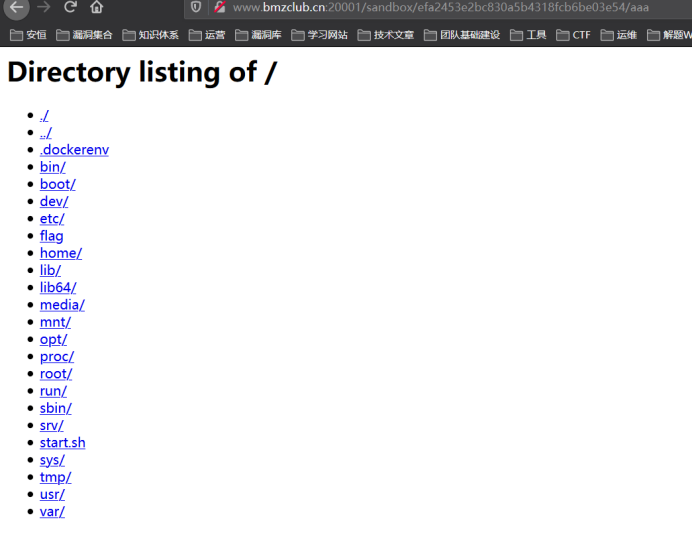 www.bmzclub.cn:20001/sandbox/efa2453e2bc830a5b4318fcb6be03e54/aaa
安恒 漏洞集合 知识体系 运营 漏洞库 学习网站 技术文章 团队基础建设 工具 CTF 运维 解题W
Directory listing of /
./
../
.dockerenv
bin/
boot/
dev/
etc/
flag
home/
lib/
lib64/
media/
mnt/
opt/
proc/
root/
run/
sbin/
srv/
start.sh
sys/
tmp/
usr/
var/